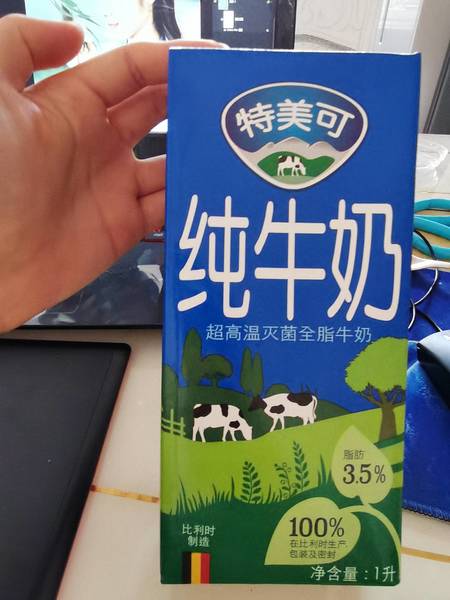 特美可
纯牛奶
超高温灭菌全脂牛奶
脂肪
3.5%
比利时
制造
100%
在比利时生产
包装及密封
净含量：1升